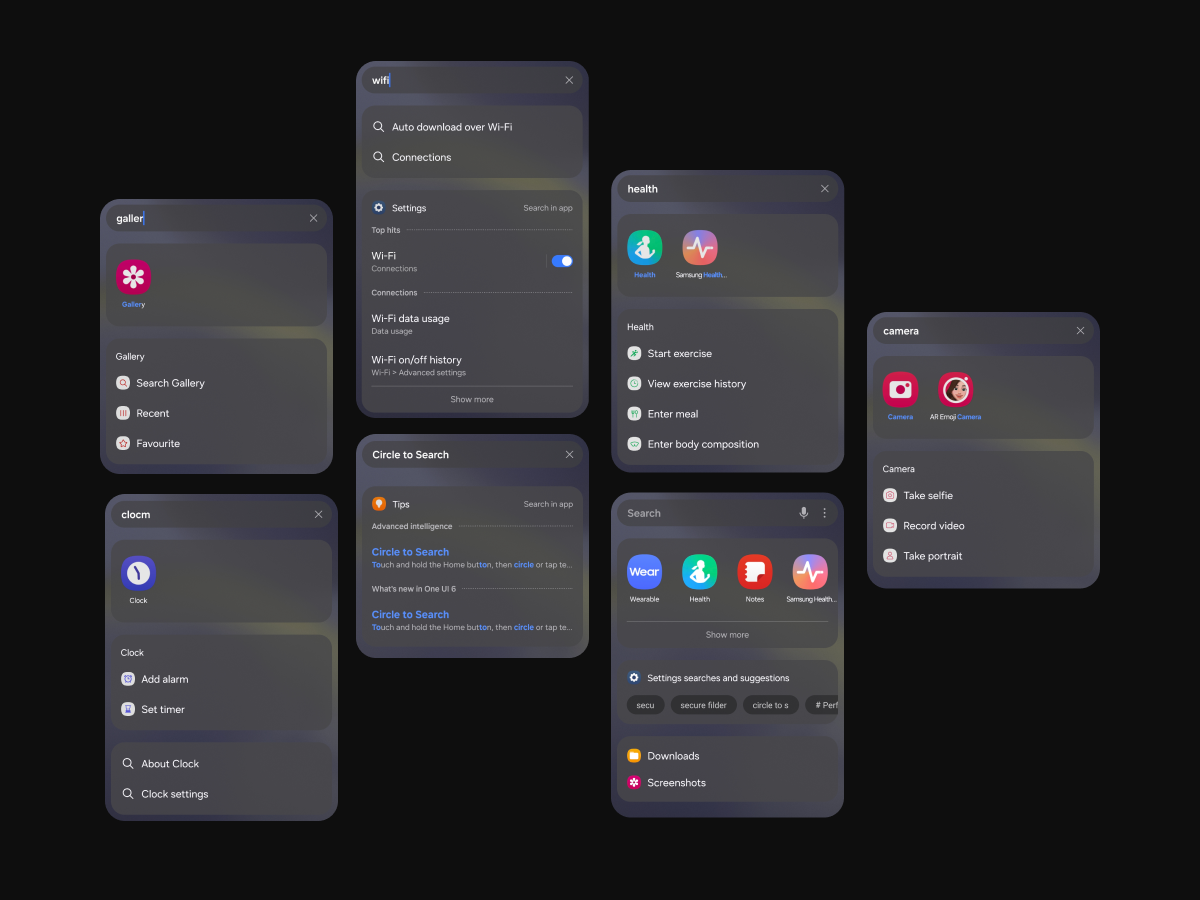 galler
Gallery
Gallery
Search Gallery
Recent
Favourite
clocm
Clock
Clock
Add alarm
Set timer
About Clock
Clock settings
wifi
Auto download over Wi-Fi
Connections
Settings Search in app
Top hits
Wi-Fi
Connections
Connections
Wi-Fi data usage
Data usage
Wi-Fi on/off history
Wi-Fi > Advanced settings
Show more
Circle to Search
Tips Search in app
Advanced intelligence
Circle to Search
Touch and hold the Home button, then circle or tap te...
What's new in One UI 6
Circle to Search
Touch and hold the Home button, then circle or tap te...
health
Health Samsung Health...
Health
Start exercise
View exercise history
Enter meal
Enter body composition
Search
Wear
Wearable Health Notes Samsung Health...
Show more
Settings searches and suggestions
secu secure filder circle to s # Perf
Downloads
Screenshots
camera
Camera AR Emoji Camera
Camera
Take selfie
Record video
Take portrait